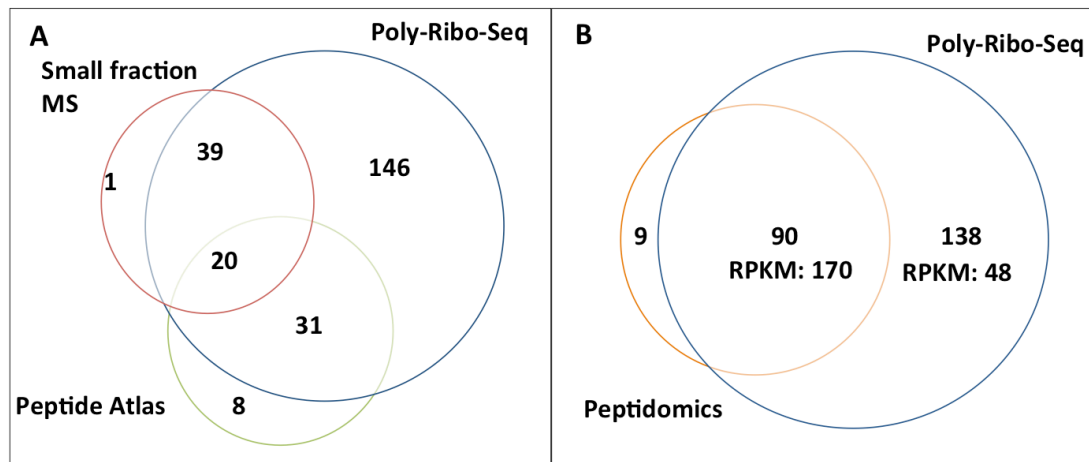 A
Poly-Ribo-Seq
Small fraction
MS
39
146
1
20
31
Peptide Atlas
8
B
Poly-Ribo-Seq
9
90
138
RPKM: 170
RPKM: 48
Peptidomics